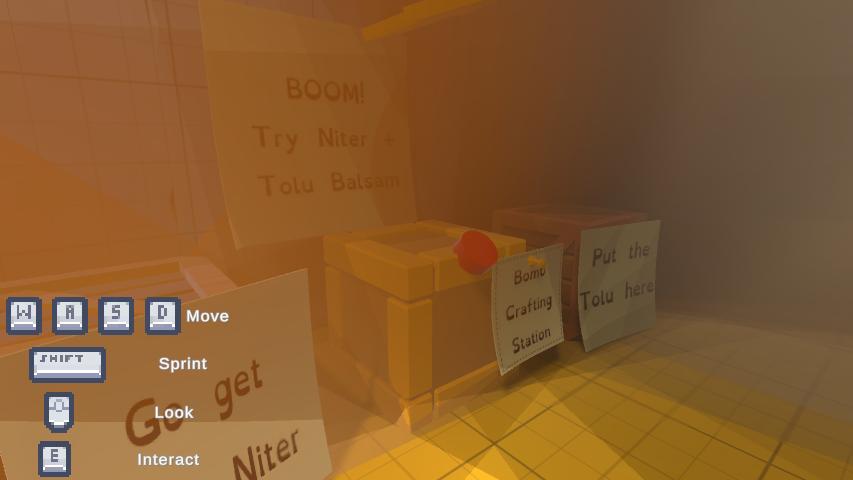 BOOM!
Try Niter +
Tolu Balsam
Bomb
Crafting
Station
Put the
Tolu here
W A S D Move
SHIFT Sprint
Look
E Interact
Go get
Niter